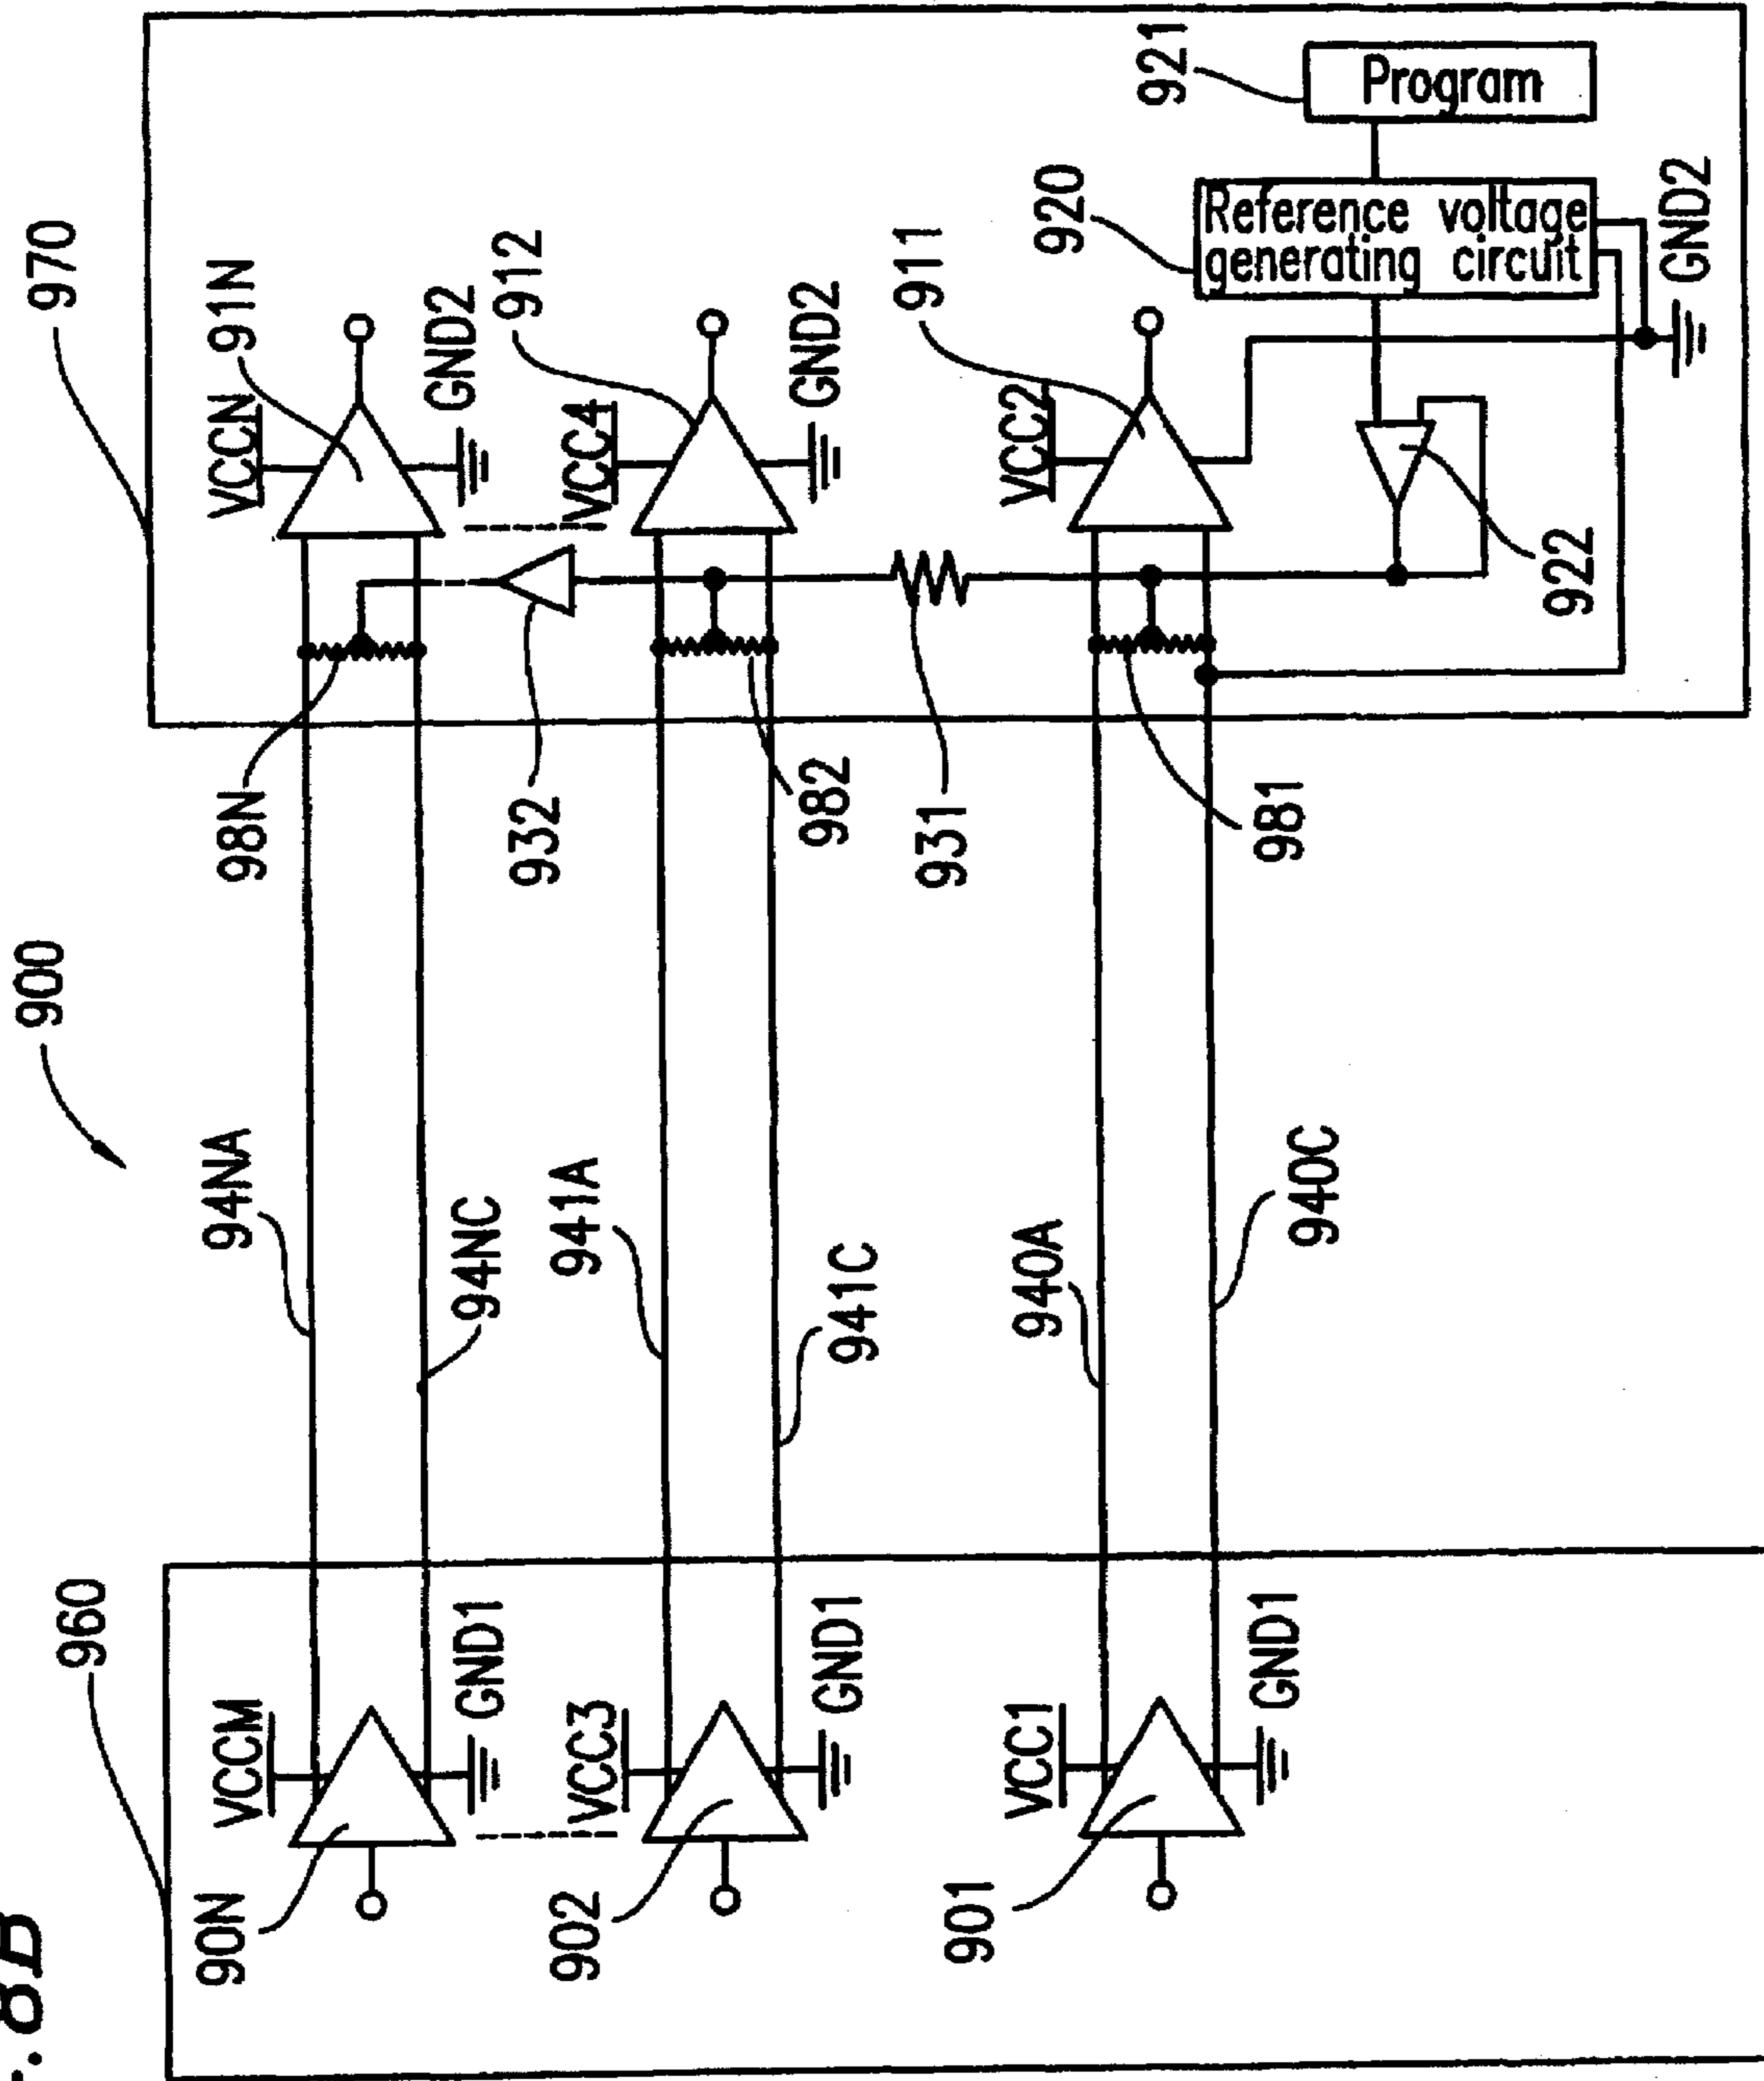 .8B
900
960
970
VCCM
90N
GND1
94NA
94NC
98N
VCCN
91N
GND2
932
VCC3
902
GND1
941A
941C
982
VCC4
912
GND2
931
VCC1
901
GND1
940A
940C
981
VCC2
911
920
Reference voltage
generating circuit
921
Program
922
GND2